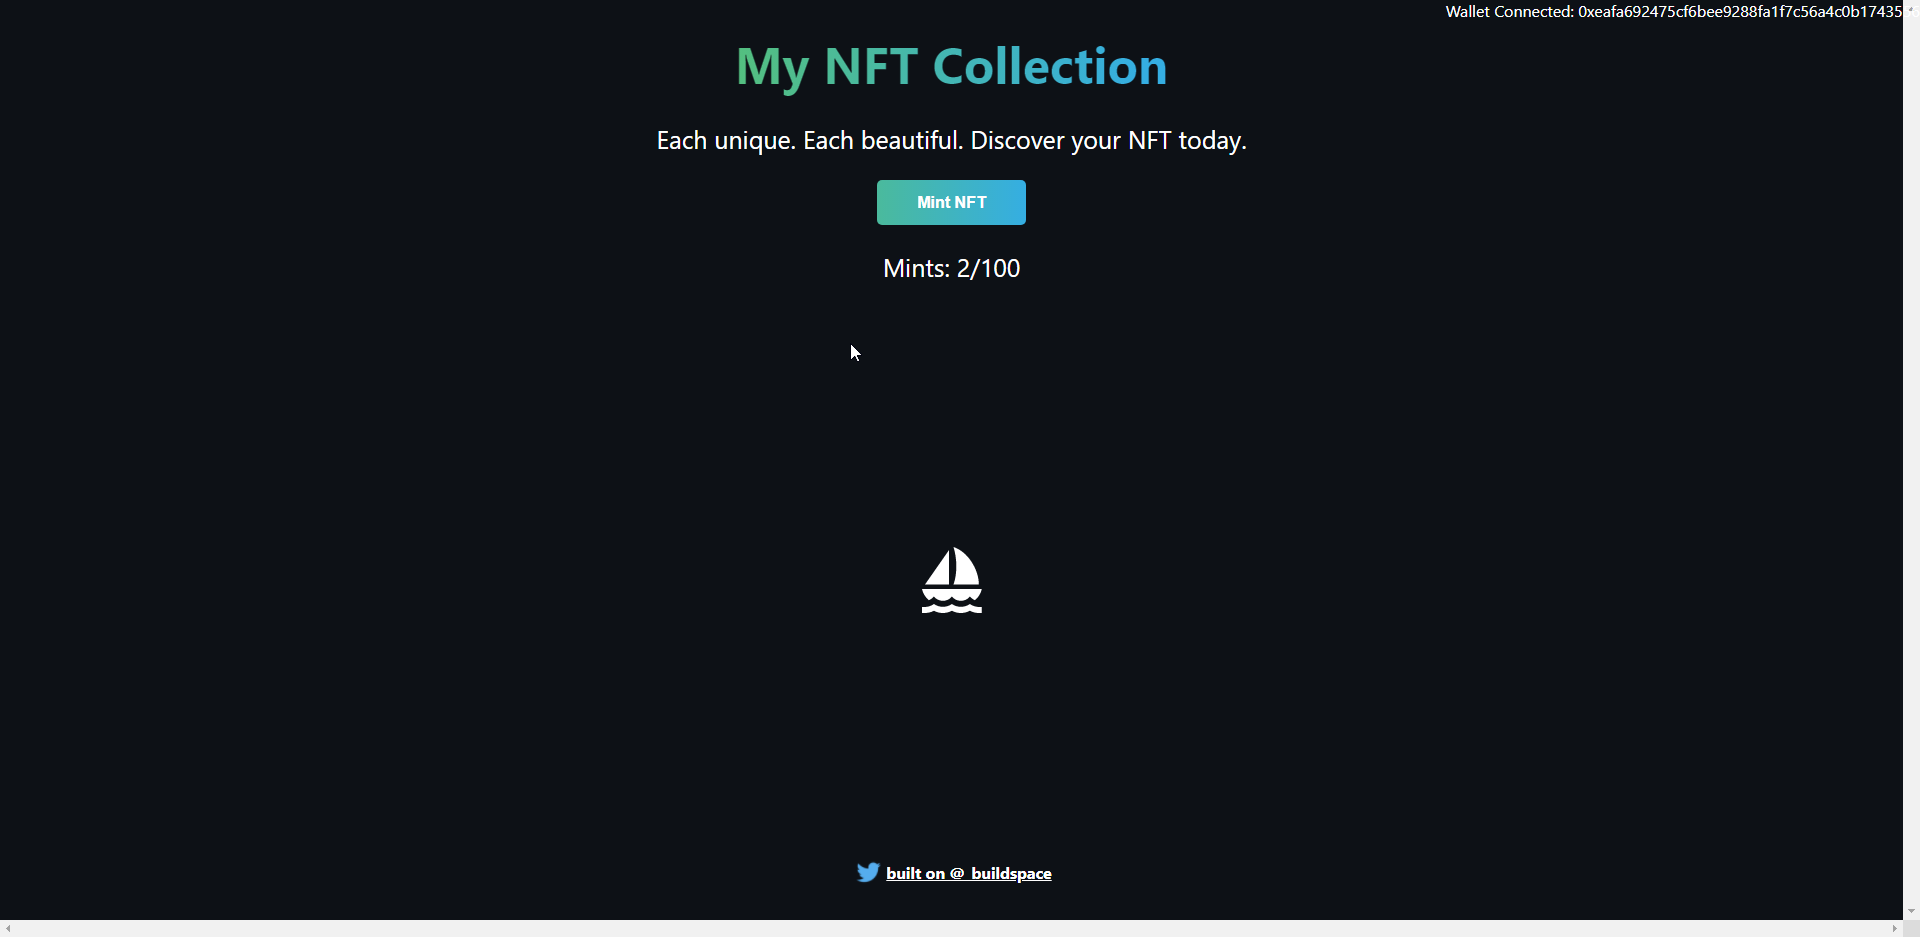 Wallet Connected: 0xeafa692475cf6bee9288fa1f7c56a4c0b17435
My NFT Collection
Each unique. Each beautiful. Discover your NFT today.
Mint NFT
Mints: 2/100
built on @_buildspace